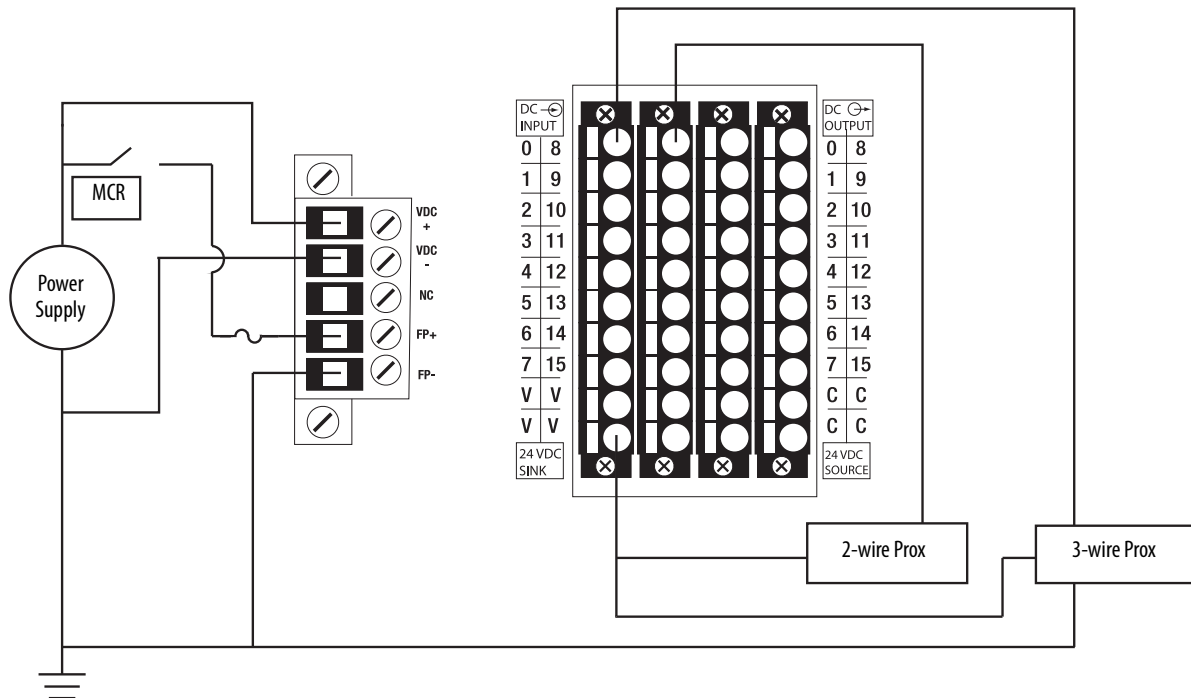 MCR
Power
Supply
VDC
+
VDC
-
NC
FP+
FP-
DC
INPUT
0 8
1 9
2 10
3 11
4 12
5 13
6 14
7 15
V V
V V
24 VDC
SINK
DC
OUTPUT
0 8
1 9
2 10
3 11
4 12
5 13
6 14
7 15
C C
C C
24 VDC
SOURCE
2-wire Prox
3-wire Prox